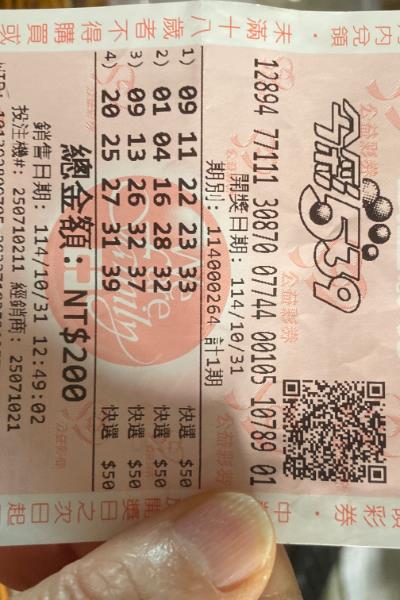 內兌領。未滿十八歲者不得購買或
今彩539
12894 77111 30870 07744 00105 10789 01
開獎日期: 114/10/31
期別: 114000264 計1期
1) 09 11 22 23 33 快選 $50
2) 01 04 16 28 32 快選 $50
3) 09 13 26 32 37 快選 $50
4) 20 25 27 31 39 快選 $50
總金額: NT$200
銷售日期: 114/10/31 12:49:02
投注機#: 250710211 經銷商: 25071021
公益彩券